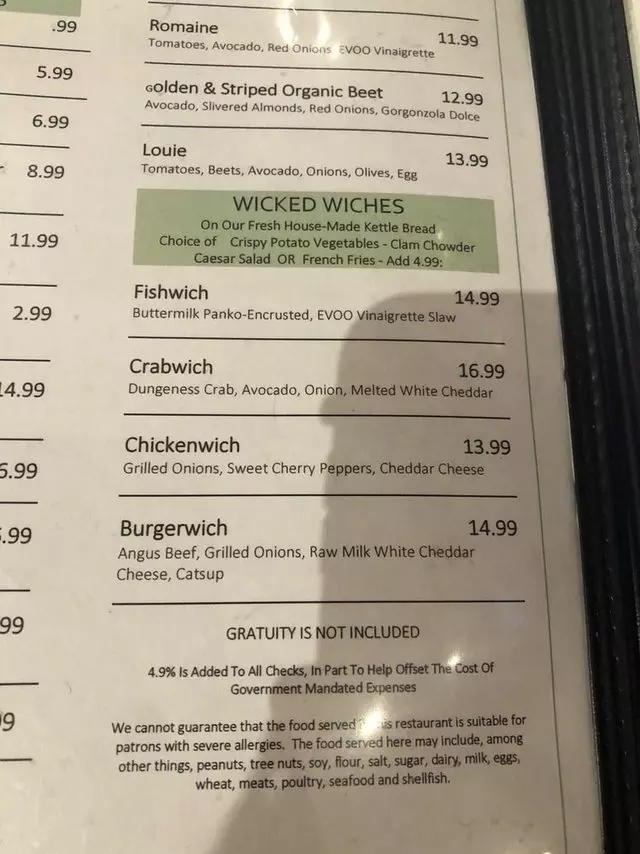 .99
5.99
6.99
8.99
11.99
2.99
4.99
5.99
.99
99
9
Romaine 11.99
Tomatoes, Avocado, Red Onions EVOO Vinaigrette
Golden & Striped Organic Beet 12.99
Avocado, Slivered Almonds, Red Onions, Gorgonzola Dolce
Louie 13.99
Tomatoes, Beets, Avocado, Onions, Olives, Egg
WICKED WICHES
On Our Fresh House-Made Kettle Bread
Choice of Crispy Potato Vegetables - Clam Chowder
Caesar Salad OR French Fries - Add 4.99:
Fishwich 14.99
Buttermilk Panko-Encrusted, EVOO Vinaigrette Slaw
Crabwich 16.99
Dungeness Crab, Avocado, Onion, Melted White Cheddar
Chickenwich 13.99
Grilled Onions, Sweet Cherry Peppers, Cheddar Cheese
Burgerwich 14.99
Angus Beef, Grilled Onions, Raw Milk White Cheddar
Cheese, Catsup
GRATUITY IS NOT INCLUDED
4.9% Is Added To All Checks, In Part To Help Offset The Cost Of
Government Mandated Expenses
We cannot guarantee that the food served restaurant is suitable for
patrons with severe allergies. The food served here may include, among
other things, peanuts, tree nuts, soy, flour, salt, sugar, dairy, milk, eggs,
wheat, meats, poultry, seafood and shellfish.